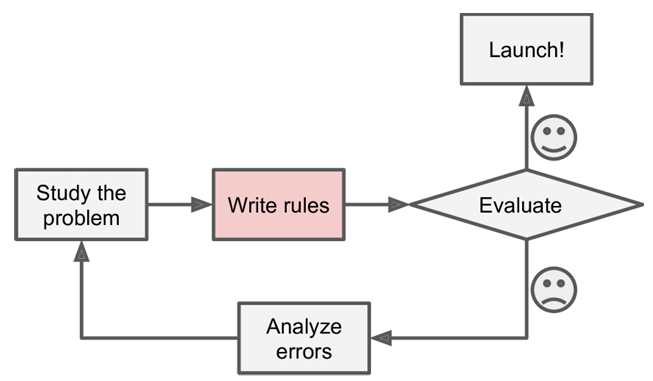 Launch!
Study the
problem
Write rules
Evaluate
Analyze
errors